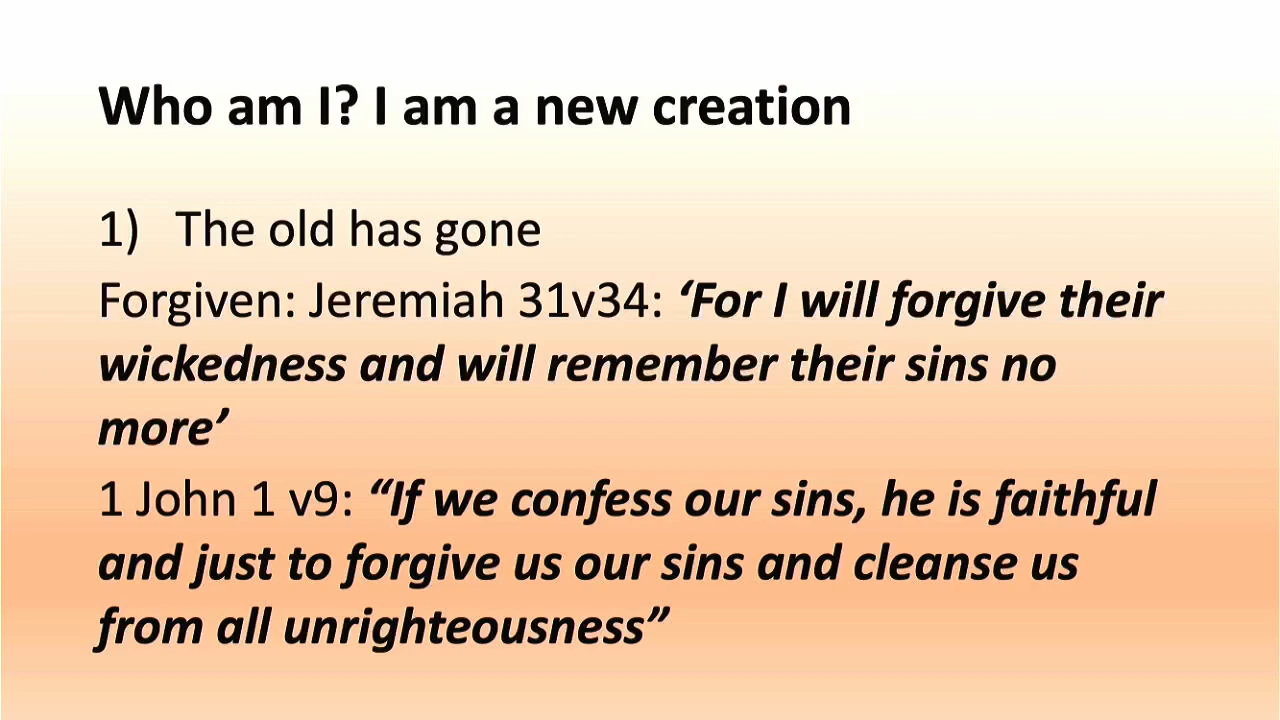 Who am I? I am a new creation
1) The old has gone
Forgiven: Jeremiah 31v34: ‘For I will forgive their
wickedness and will remember their sins no
more’
1 John 1 v9: “If we confess our sins, he is faithful
and just to forgive us our sins and cleanse us
from all unrighteousness”